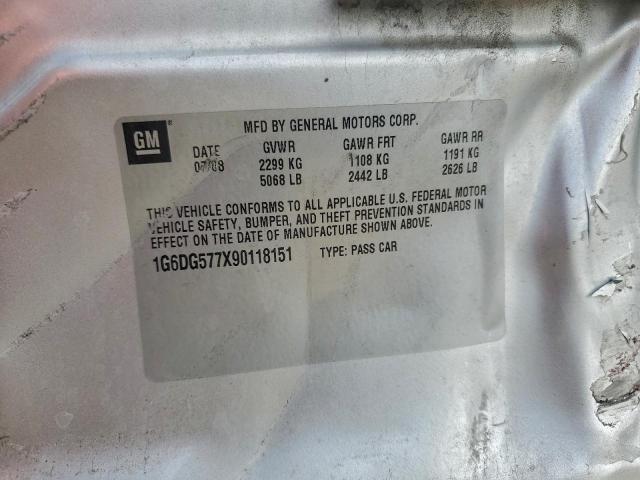 GM®
MFD BY GENERAL MOTORS CORP.
DATE GVWR GAWR FRT GAWR RR
07/08 2299 KG 1108 KG 1191 KG
5068 LB 2442 LB 2626 LB
THIS VEHICLE CONFORMS TO ALL APPLICABLE U.S. FEDERAL MOTOR
VEHICLE SAFETY, BUMPER, AND THEFT PREVENTION STANDARDS IN
EFFECT ON THE DATE OF MANUFACTURE SHOWN ABOVE.
1G6DG577X90118151 TYPE: PASS CAR